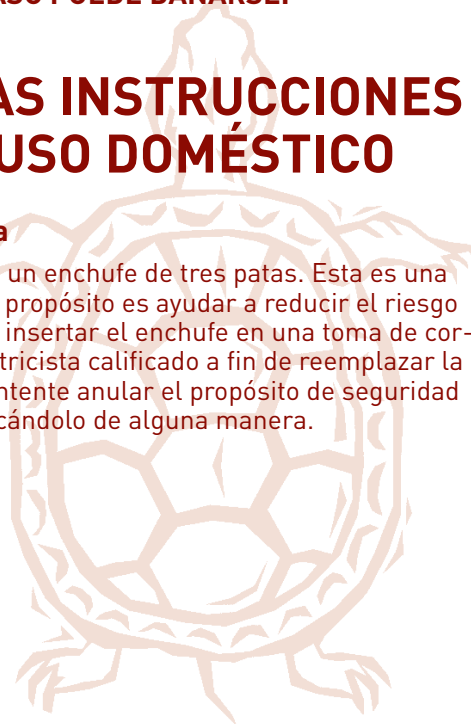 AS INSTRUCCIONES
USO DOMÉSTICO
a
un enchufe de tres patas. Esta es una
propósito es ayudar a reducir el riesgo
insertar el enchufe en una toma de cor-
tricista calificado a fin de reemplazar la
ntente anular el propósito de seguridad
cándolo de alguna manera.